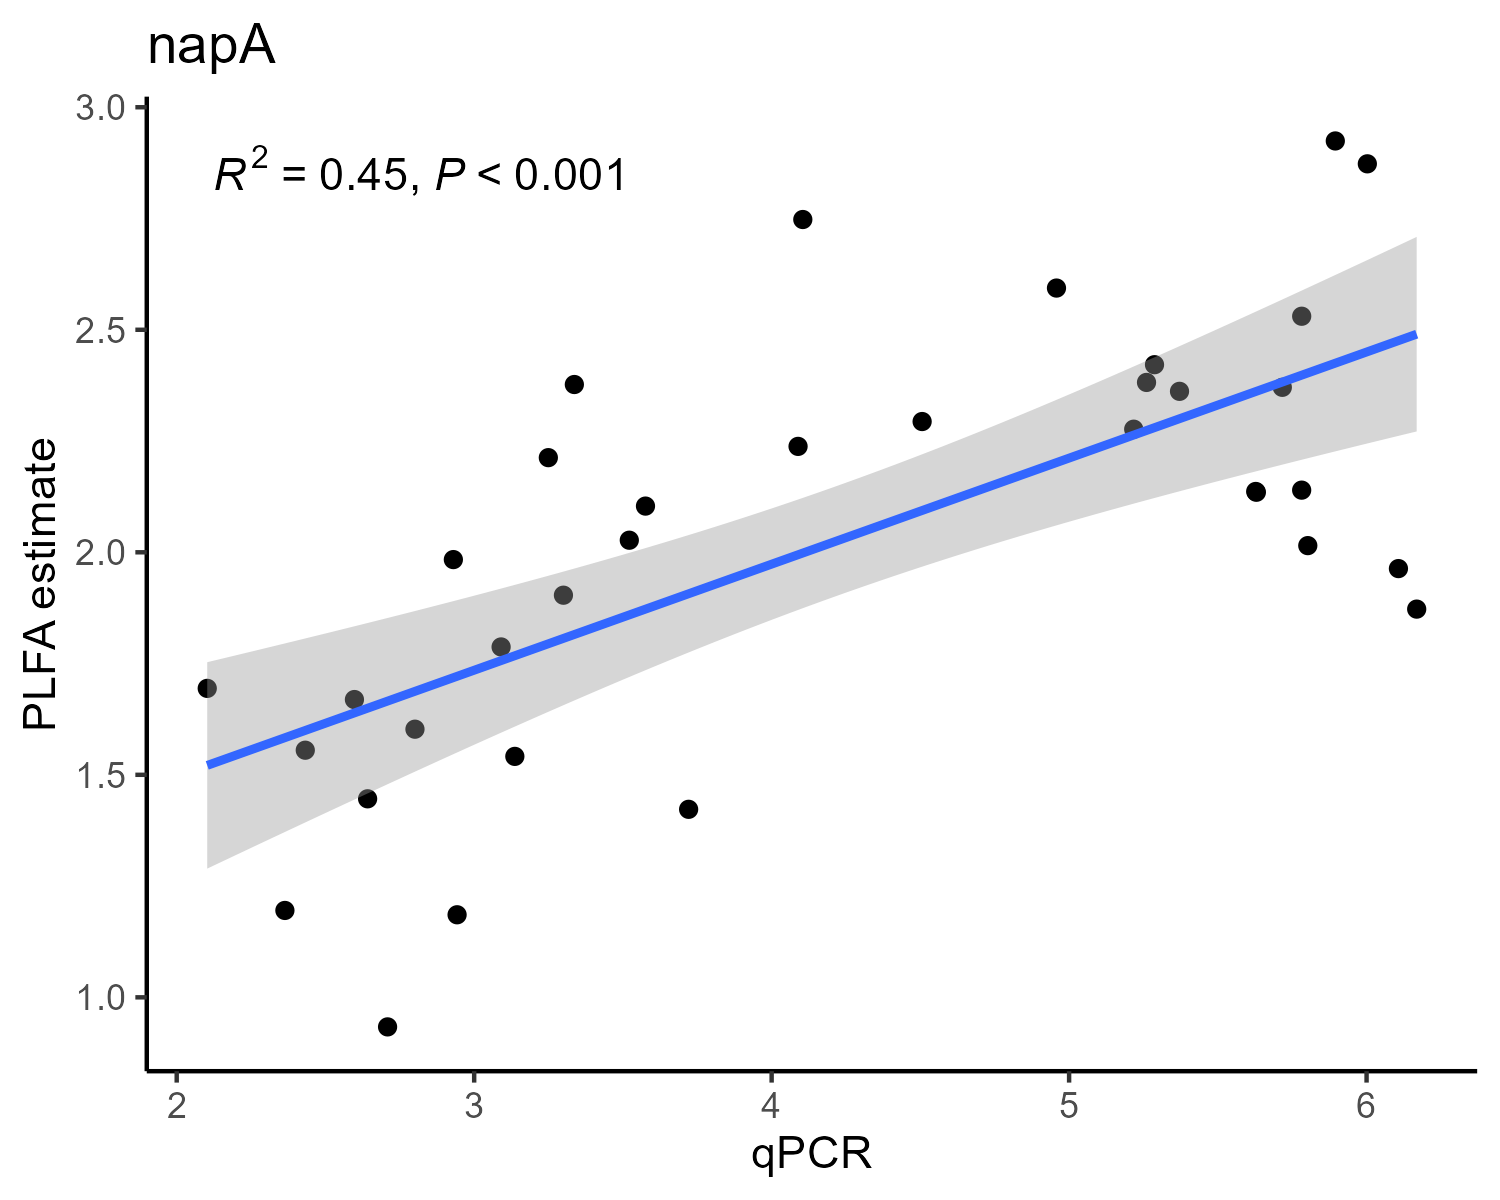 napA
R² = 0.45, P < 0.001
3.0
2.5
2.0
1.5
1.0
PLFA estimate
2 3 4 5 6
qPCR